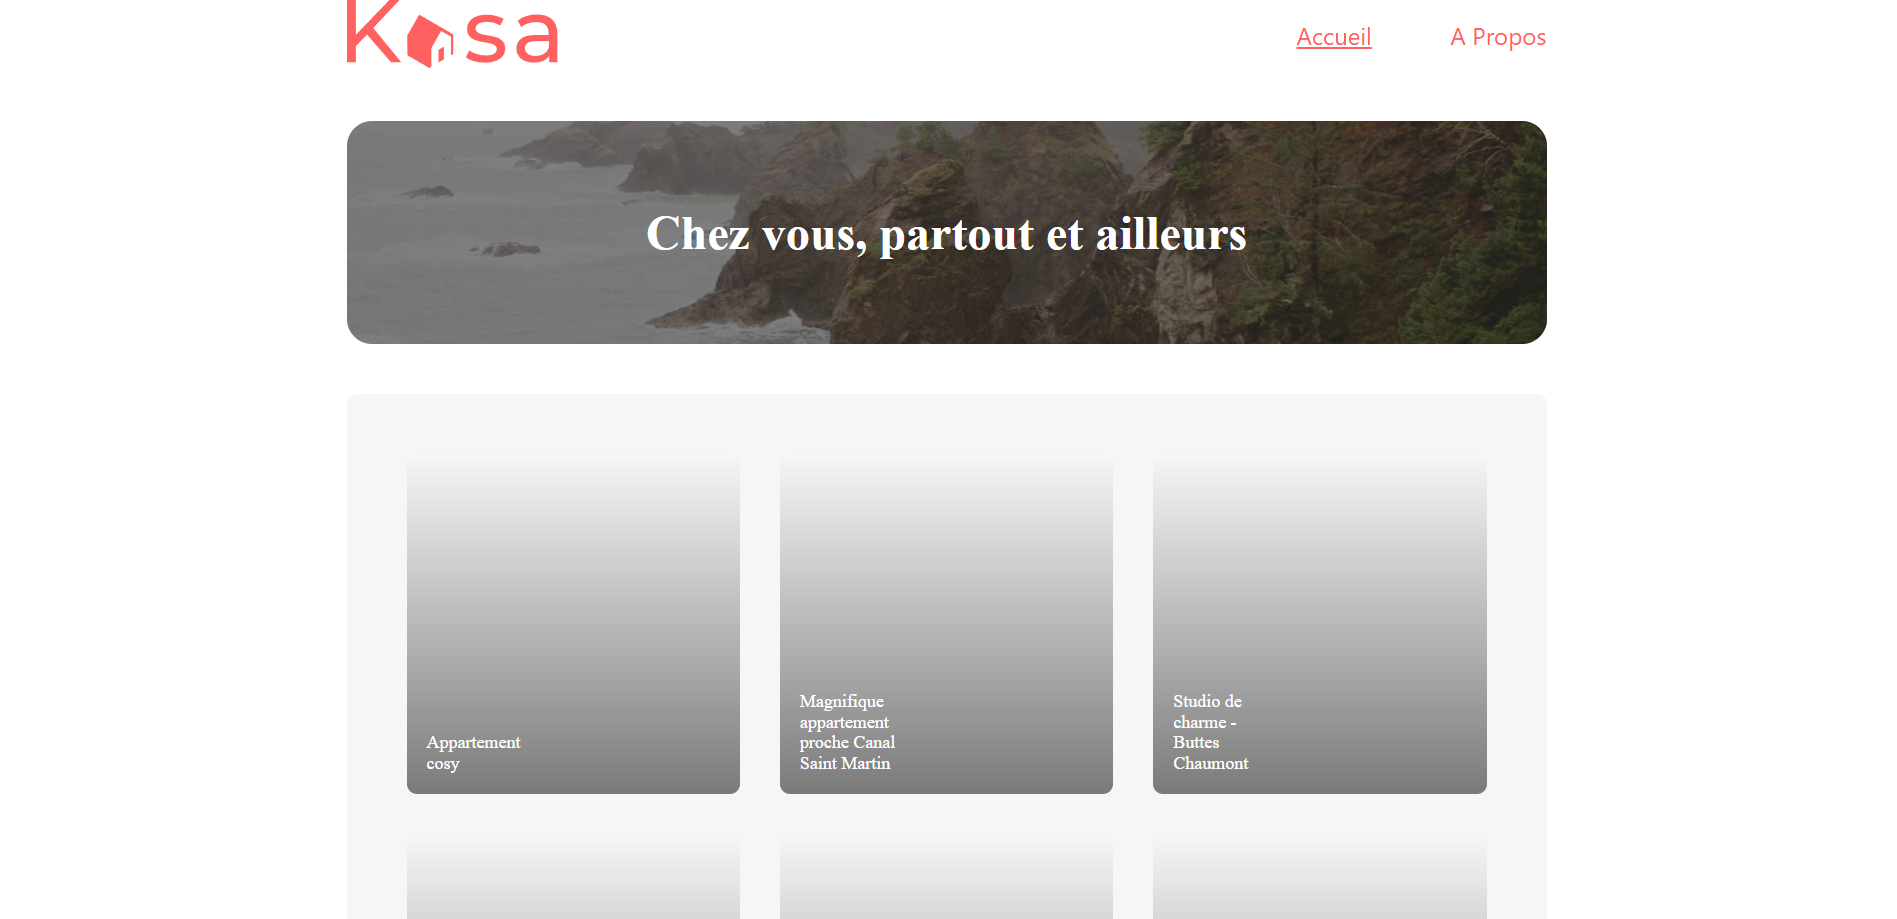 Kasa
Accueil
A Propos
Chez vous, partout et ailleurs
Appartement
cosy
Magnifique
appartement
proche Canal
Saint Martin
Studio de
charme -
Buttes
Chaumont